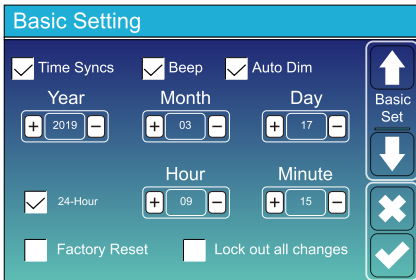 Basic Setting
Time Syncs Beep Auto Dim
Year Month Day
+ 2019 − + 03 − + 17 −
Basic
Set
Hour Minute
24-Hour + 09 − + 15 −
Factory Reset Lock out all changes